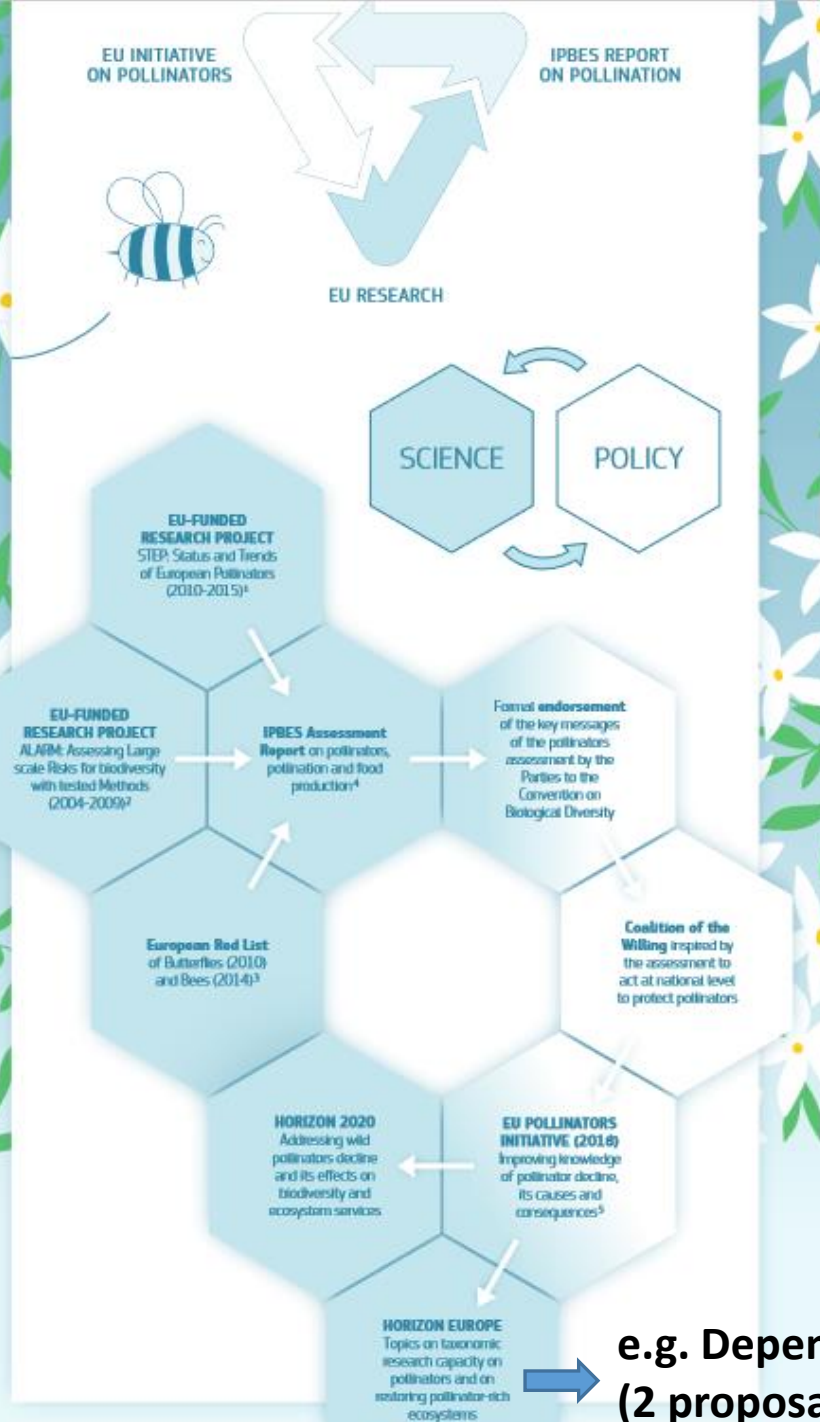 EU INITIATIVE
ON POLLINATORS
IPBES REPORT
ON POLLINATION
EU RESEARCH
SCIENCE
POLICY
EU-FUNDED
RESEARCH PROJECT
STEP: Status and Trends
of European Pollinators
(2010-2015)¹
EU-FUNDED
RESEARCH PROJECT
ALARM: Assessing Large
scale Risks for biodiversity
with tested Methods
(2004-2009)²
IPBES Assessment
Report on pollinators,
pollination and food
production⁴
Formal endorsement
of the key messages
of the pollinators
assessment by the
Parties to the
Convention on
Biological Diversity
European Red List
of Butterflies (2010)
and Bees (2014)³
Coalition of the
Willing inspired by
the assessment to
act at national level
to protect pollinators
HORIZON 2020
Addressing wild
pollinators decline
and its effects on
biodiversity and
ecosystem services
EU POLLINATORS
INITIATIVE (2018)
Improving knowledge
of pollinator decline,
its causes and
consequences⁵
HORIZON EUROPE
Topics on taxonomic
research capacity on
pollinators and on
restoring pollinator-rich
ecosystems
e.g.
(2